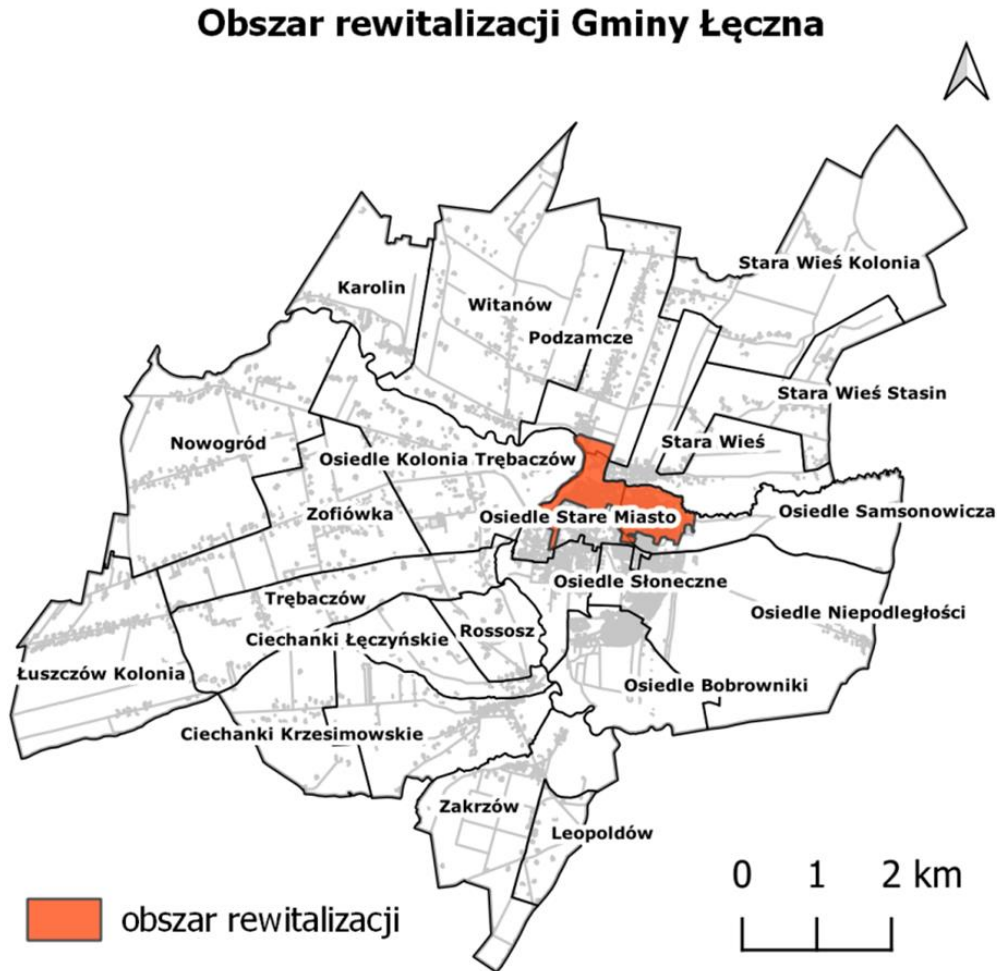 Obszar rewitalizacji Gminy Łęczna
Stara Wieś Kolonia
Karolin
Witanów
Podzamcze
Stara Wieś Stasin
Nowogród
Stara Wieś
Osiedle Kolonia Trębaczów
Zofiówka
Osiedle Stare Miasto
Osiedle Samsonowicza
Osiedle Słoneczne
Trębaczów
Osiedle Niepodległości
Ciechanki Łęczyńskie
Rossosz
Łuszczów Kolonia
Osiedle Bobrowniki
Ciechanki Krzesimowskie
Zakrzów
Leopoldów
0 1 2 km
obszar rewitalizacji